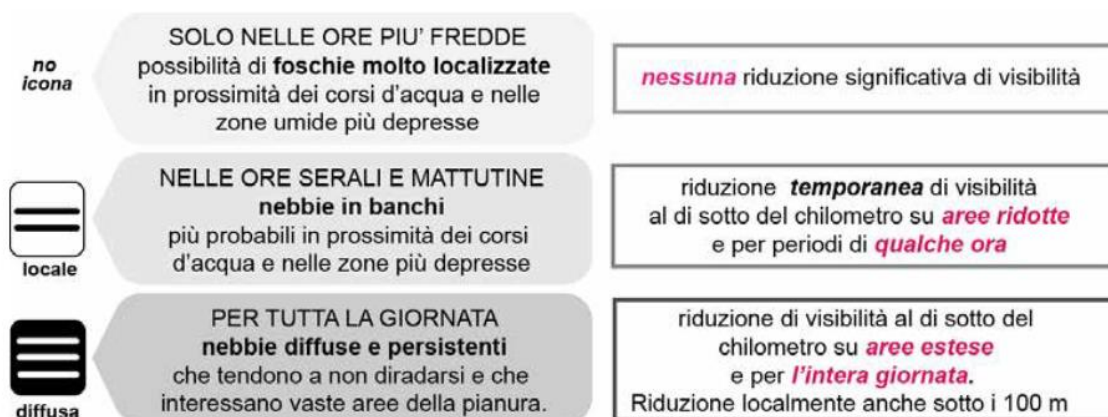 no
icona
SOLO NELLE ORE PIU' FREDDE
possibilità di foschie molto localizzate
in prossimità dei corsi d'acqua e nelle
zone umide più depresse
nessuna riduzione significativa di visibilità
locale
NELLE ORE SERALI E MATTUTINE
nebbie in banchi
più probabili in prossimità dei corsi
d'acqua e nelle zone più depresse
riduzione temporanea di visibilità
al di sotto del chilometro su aree ridotte
e per periodi di qualche ora
diffusa
PER TUTTA LA GIORNATA
nebbie diffuse e persistenti
che tendono a non diradarsi e che
interessano vaste aree della pianura.
riduzione di visibilità al di sotto del
chilometro su aree estese
e per l'intera giornata.
Riduzione localmente anche sotto i 100 m